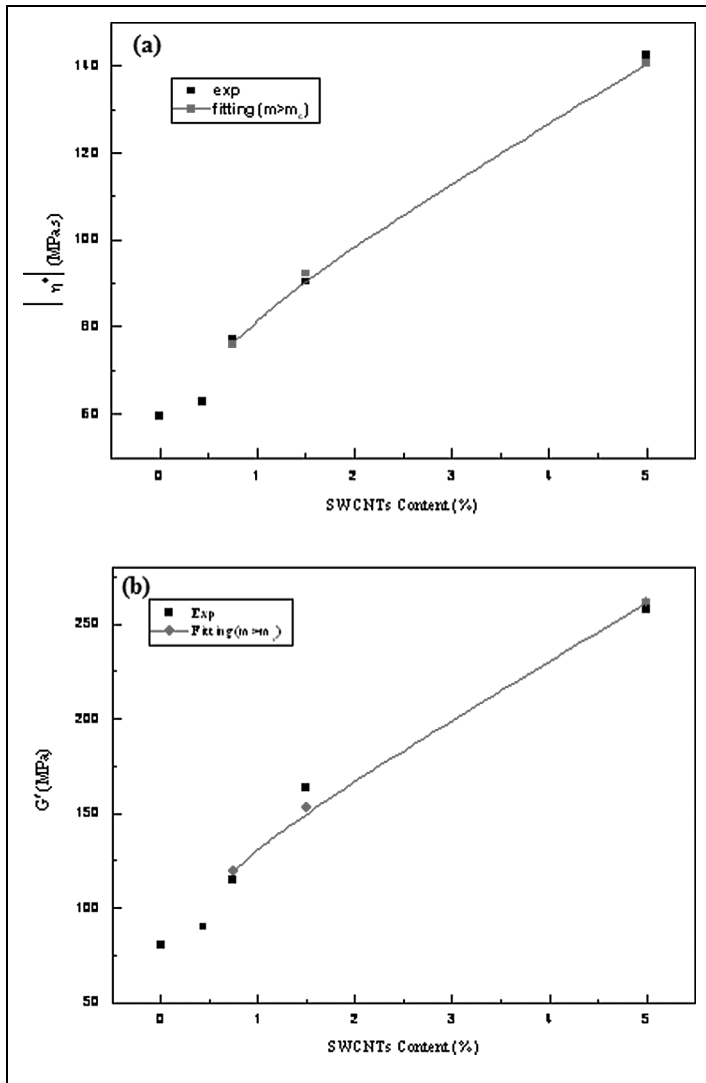 (a)
140
120
100
80
60
exp
fitting (m>mc)
|η*| (MPa.s)
0 1 2 3 4 5
SWCNTs Content (%)
(b)
250
200
150
100
50
Exp
Fitting (m>m
G' (MPa)
0 1 2 3 4 5
SWCNTs Content (%)